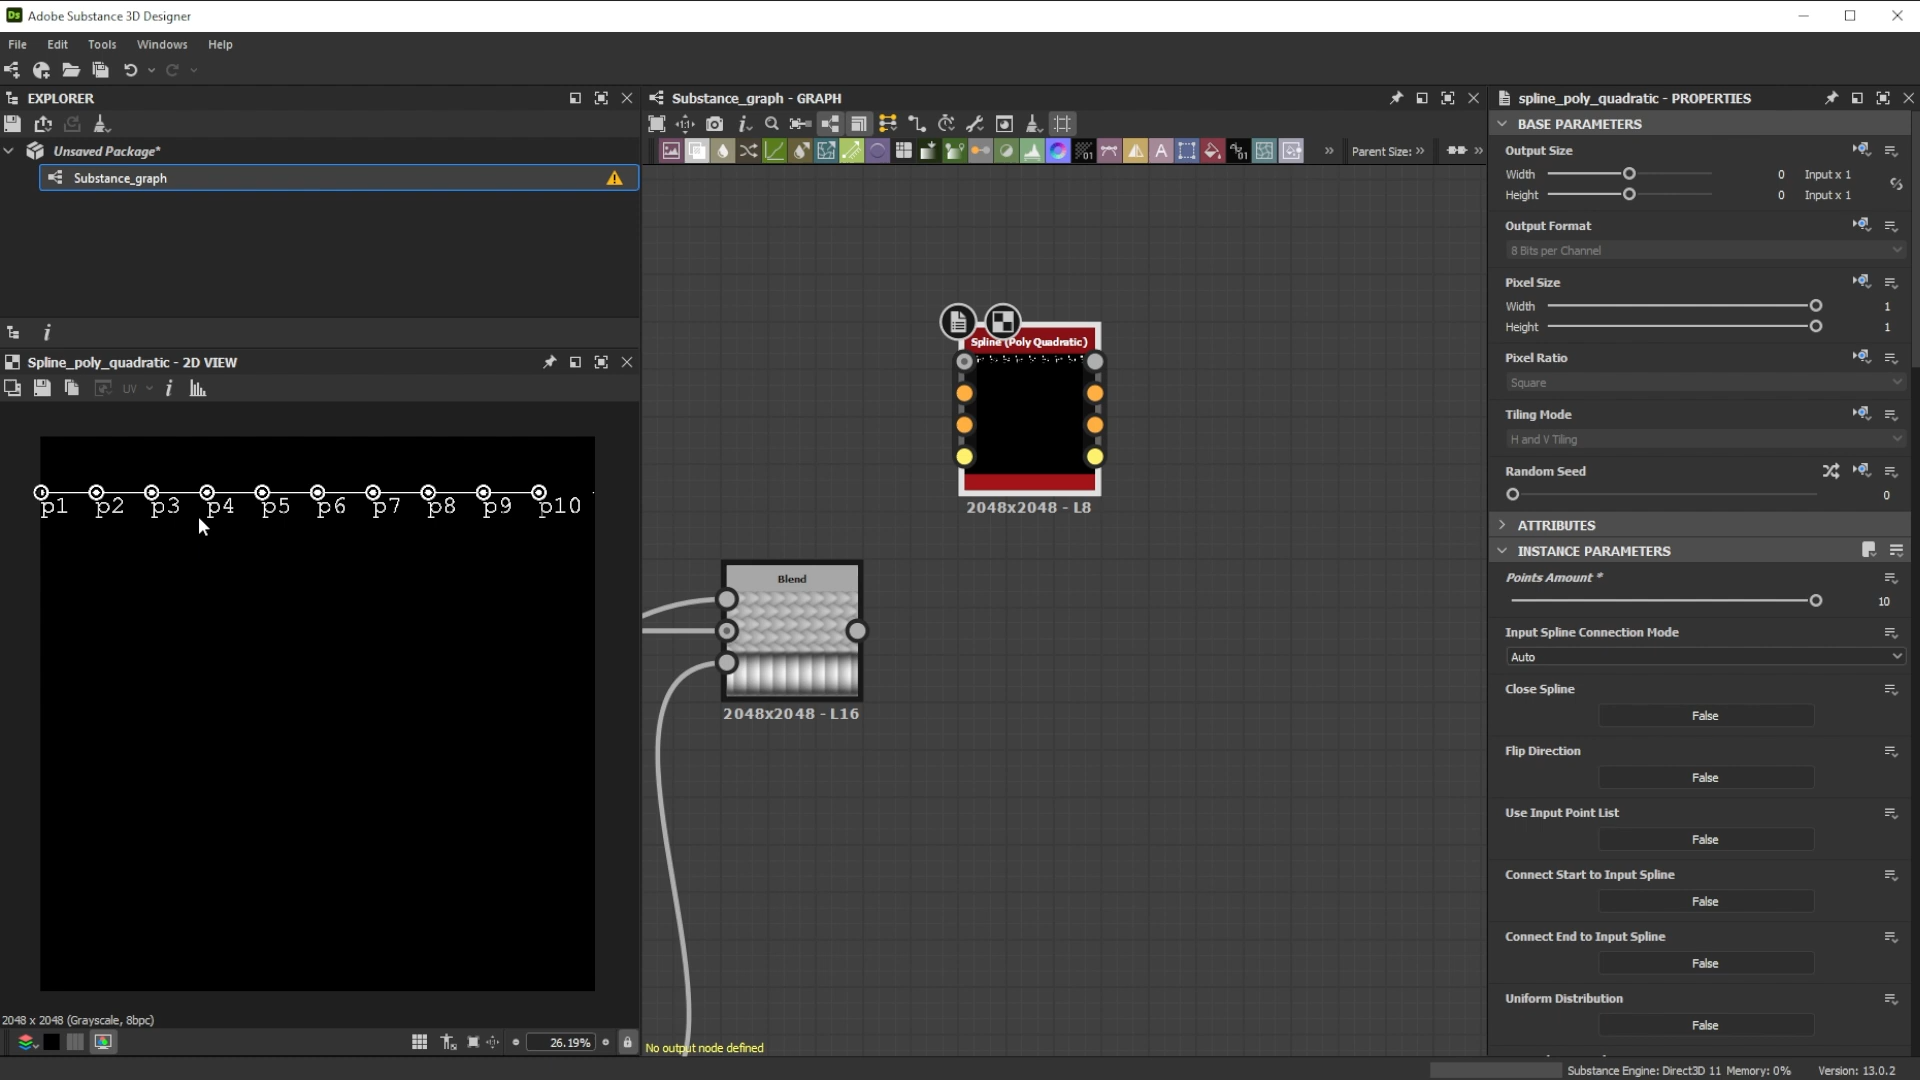 Ds Adobe Substance 3D Designer
File Edit Tools Windows Help
EXPLORER
Unsaved Package*
Substance_graph
Spline_poly_quadratic - 2D VIEW
UV
p1 p2 p3 p4 p5 p6 p7 p8 p9 p10
2048 x 2048 (Grayscale, 8bpc)
26.19%
Substance_graph - GRAPH
Parent Size:
Spline (Poly Quadratic)
2048x2048 - L8
Blend
2048x2048 - L16
No output node defined
spline_poly_quadratic - PROPERTIES
BASE PARAMETERS
Output Size
Width 0 Input x 1
Height 0 Input x 1
Output Format
8 Bits per Channel
Pixel Size
Width 1
Height 1
Pixel Ratio
Square
Tiling Mode
H and V Tiling
Random Seed
0
ATTRIBUTES
INSTANCE PARAMETERS
Points Amount *
10
Input Spline Connection Mode
Auto
Close Spline
False
Flip Direction
False
Use Input Point List
False
Connect Start to Input Spline
False
Connect End to Input Spline
False
Uniform Distribution
False
Substance Engine: Direct3D 11 Memory: 0% Version: 13.0.2